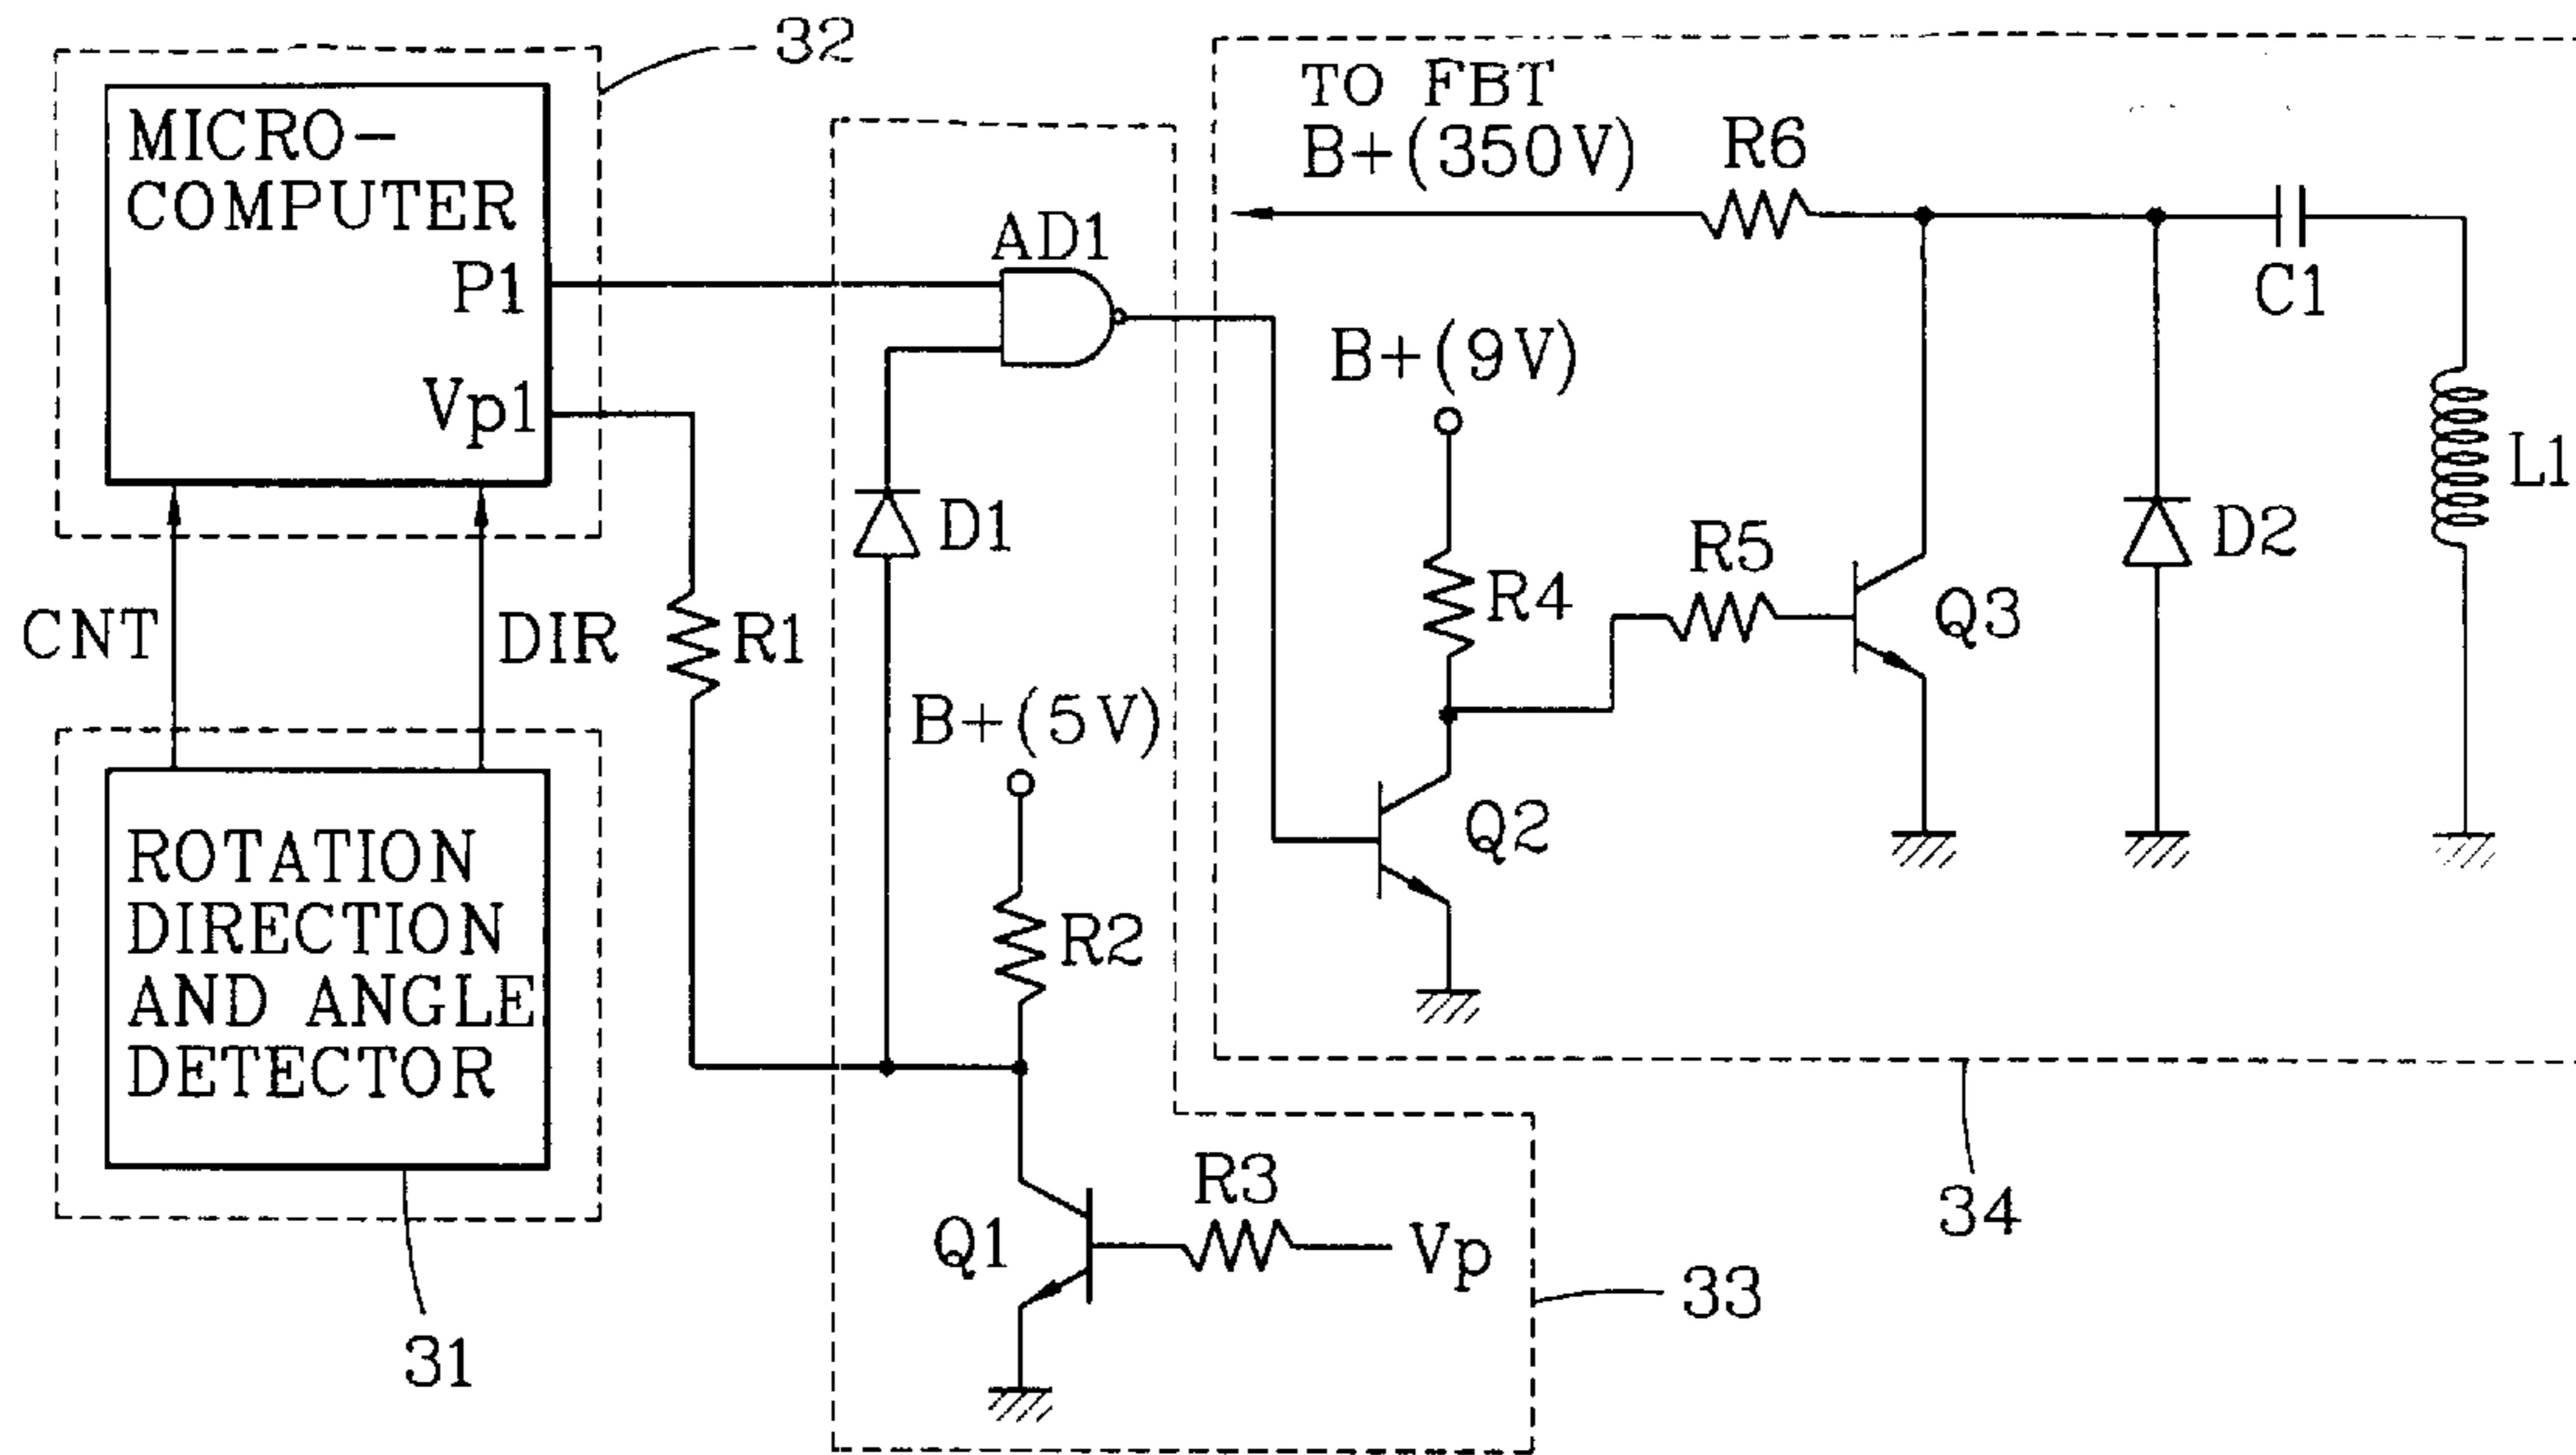 32
MICRO-
COMPUTER
P1
Vp1
CNT
DIR
ROTATION
DIRECTION
AND ANGLE
DETECTOR
31
R1
AD1
D1
B+(5V)
R2
Q1
R3
Vp
33
TO FBT
B+(350V)
R6
C1
B+(9V)
R4
R5
Q3
D2
L1
Q2
34